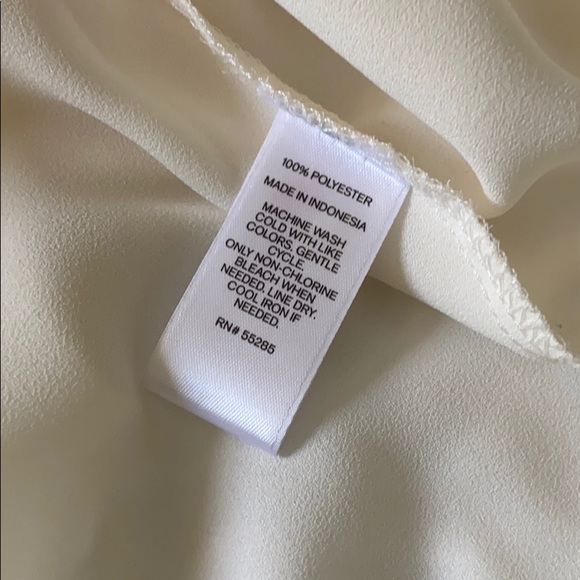 100% POLYESTER
MADE IN INDONESIA
MACHINE WASH
COLD WITH LIKE
COLORS. GENTLE
CYCLE.
ONLY NON-CHLORINE
BLEACH WHEN
NEEDED. LINE DRY.
COOL IRON IF
NEEDED.
RN# 55285